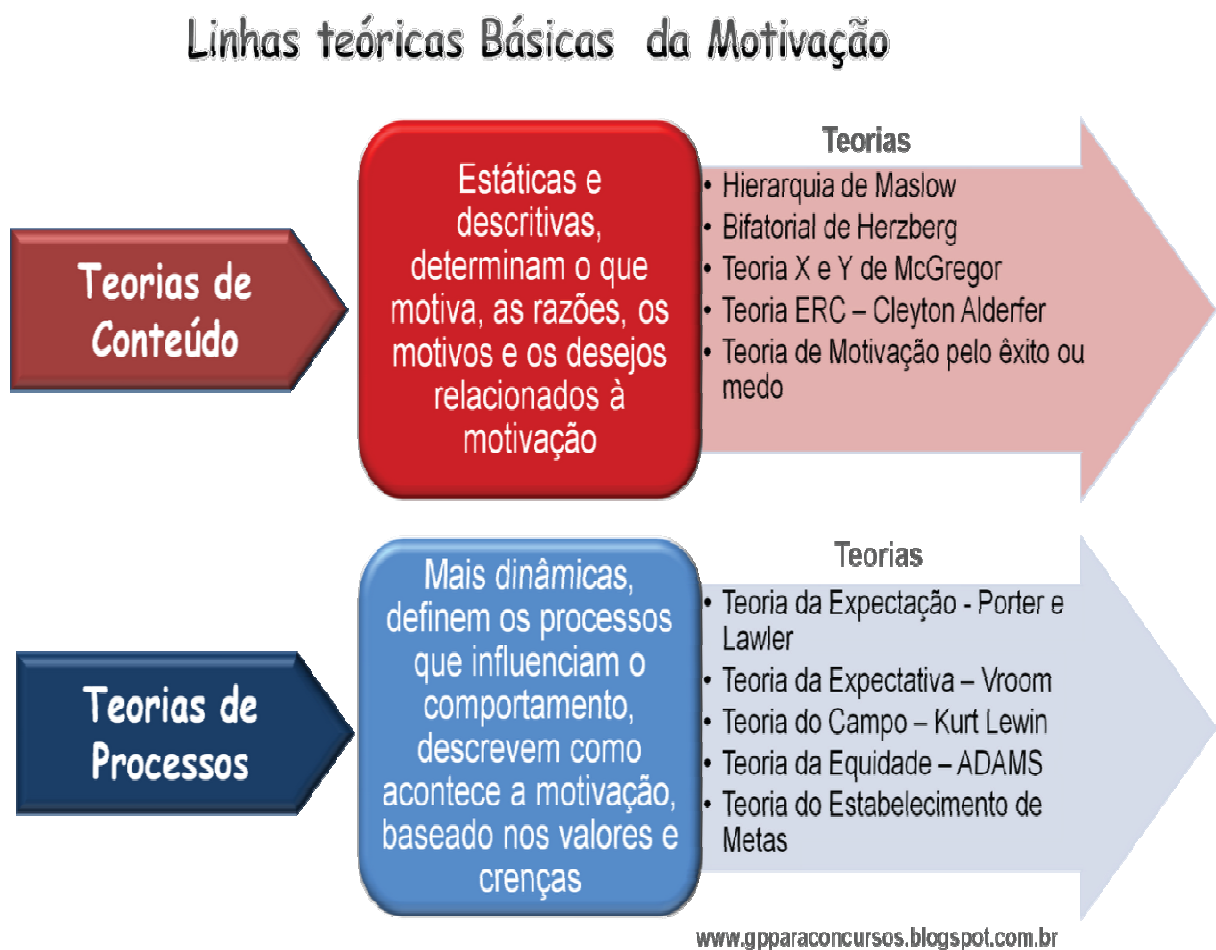 Linhas teóricas Básicas da Motivação
Teorias de
Conteúdo
Estáticas e
descritivas,
determinam o que
motiva, as razões, os
motivos e os desejos
relacionados à
motivação
Teorias
• Hierarquia de Maslow
• Bifatorial de Herzberg
• Teoria X e Y de McGregor
• Teoria ERC – Cleyton Alderfer
• Teoria de Motivação pelo êxito ou
medo
Teorias de
Processos
Mais dinâmicas,
definem os processos
que influenciam o
comportamento,
descrevem como
acontece a motivação,
baseado nos valores e
crenças
Teorias
• Teoria da Expectação - Porter e
Lawler
• Teoria da Expectativa – Vroom
• Teoria do Campo – Kurt Lewin
• Teoria da Equidade – ADAMS
• Teoria do Estabelecimento de
Metas
www.gpparaconcursos.blogspot.com.br